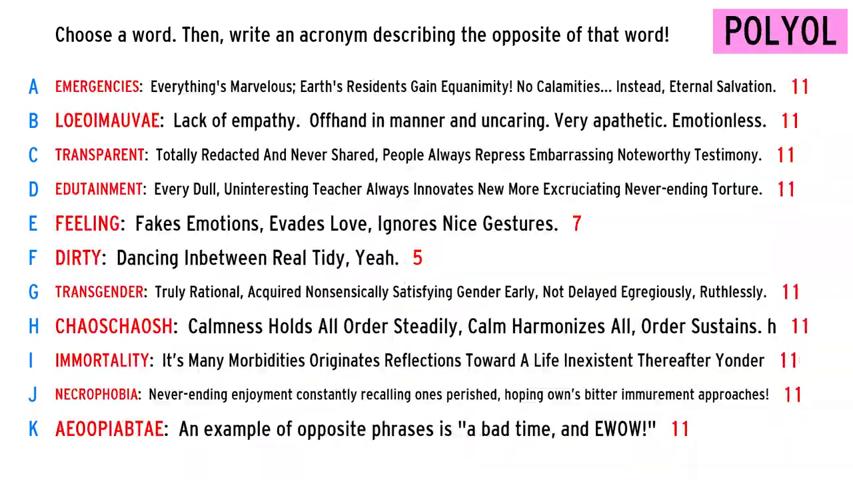 Choose a word. Then, write an acronym describing the opposite of that word!
POLYOL
A EMERGENCIES: Everything's Marvelous; Earth's Residents Gain Equanimity! No Calamities... Instead, Eternal Salvation. 11
B LOEOIMAUVAE: Lack of empathy. Offhand in manner and uncaring. Very apathetic. Emotionless. 11
C TRANSPARENT: Totally Redacted And Never Shared, People Always Repress Embarrassing Noteworthy Testimony. 11
D EDUTAINMENT: Every Dull, Uninteresting Teacher Always Innovates New More Excruciating Never-ending Torture. 11
E FEELING: Fakes Emotions, Evades Love, Ignores Nice Gestures. 7
F DIRTY: Dancing Inbetween Real Tidy, Yeah. 5
G TRANSGENDER: Truly Rational, Acquired Nonsensically Satisfying Gender Early, Not Delayed Egregiously, Ruthlessly. 11
H CHAOSCHAOSH: Calmness Holds All Order Steadily, Calm Harmonizes All, Order Sustains. h 11
I IMMORTALITY: It's Many Morbidities Originates Reflections Toward A Life Inexistent Thereafter Yonder 11
J NECROPHOBIA: Never-ending enjoyment constantly recalling ones perished, hoping own's bitter immurement approaches! 11
K AEOOPIABTAE: An example of opposite phrases is "a bad time, and EWOW!" 11